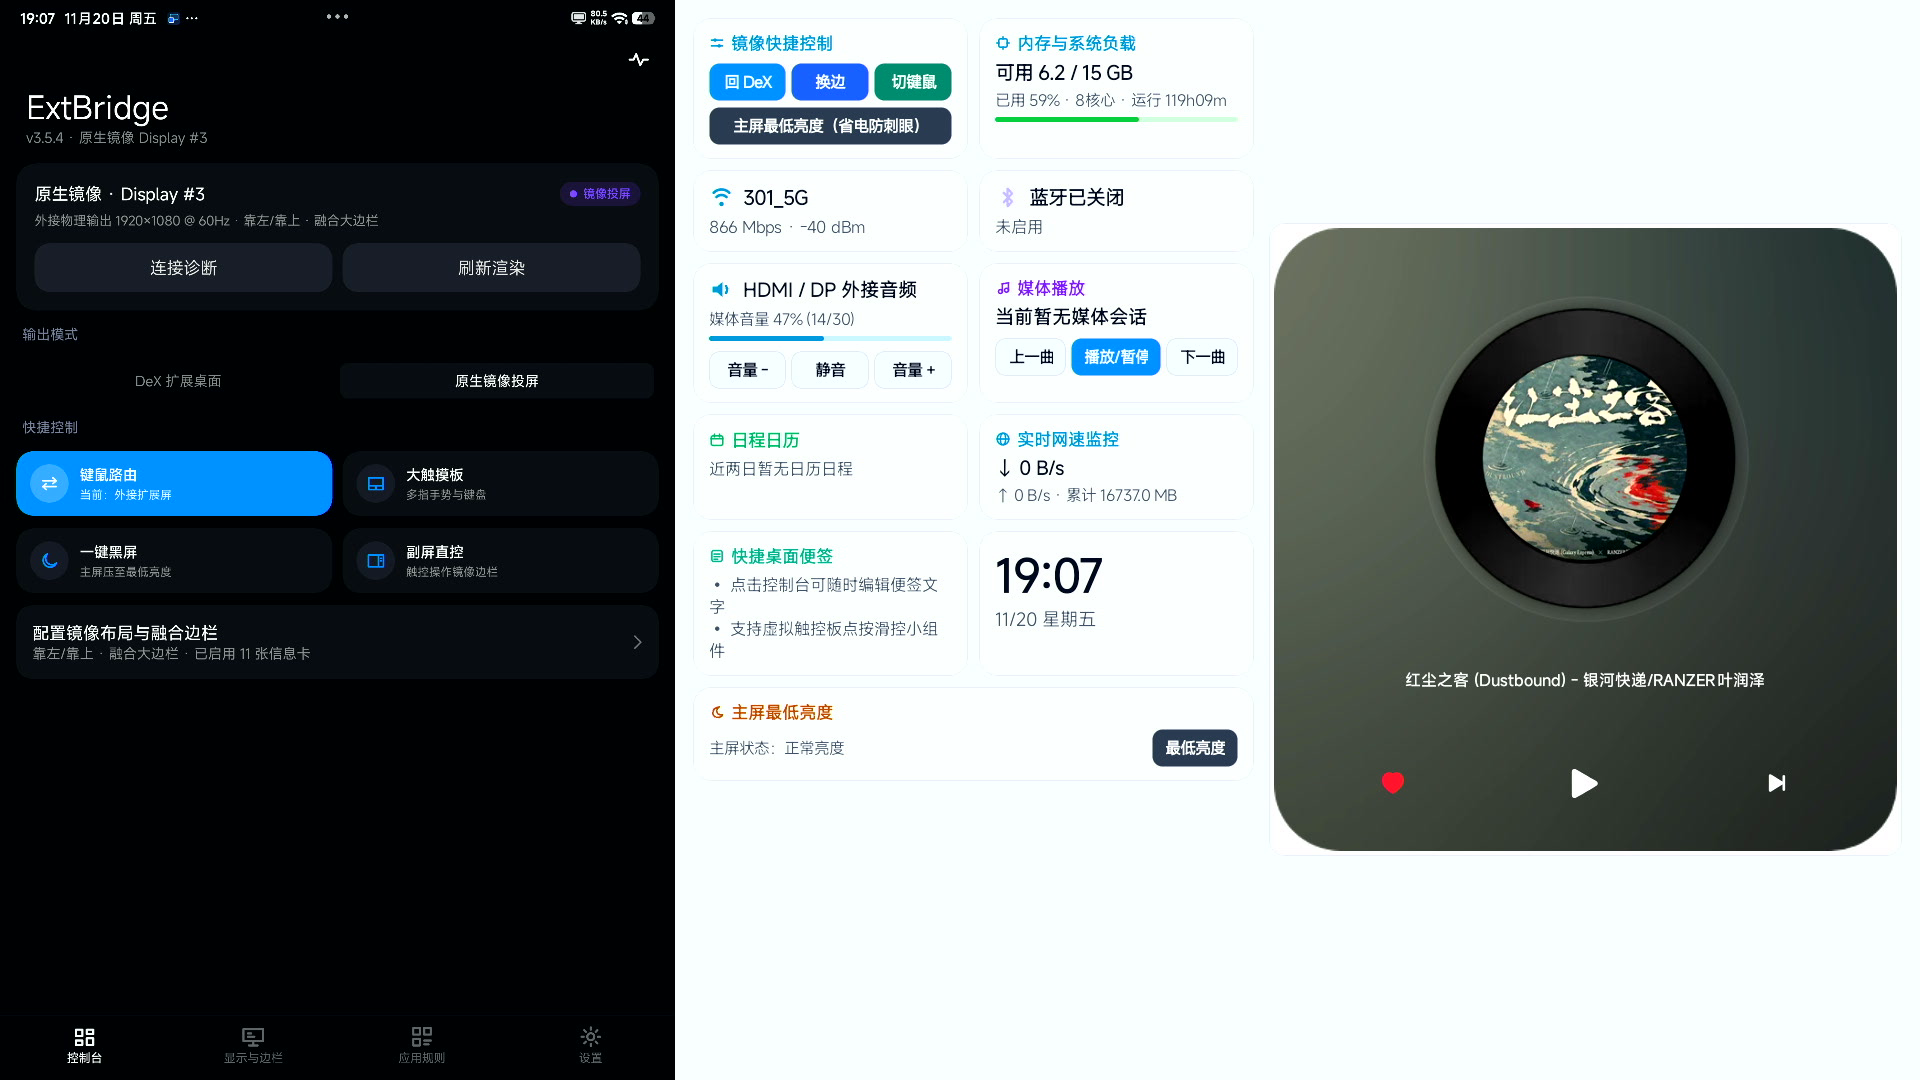 19:07 11月20日 周五
80.5 KB/s
44
ExtBridge
v3.5.4 · 原生镜像 Display #3
原生镜像 · Display #3
镜像投屏
外接物理输出 1920×1080 @ 60Hz · 靠左/靠上 · 融合大边栏
连接诊断
刷新渲染
输出模式
DeX 扩展桌面
原生镜像投屏
快捷控制
键鼠路由
当前：外接扩展屏
大触摸板
多指手势与键盘
一键黑屏
主屏压至最低亮度
副屏直控
触控操作镜像边栏
配置镜像布局与融合边栏
靠左/靠上 · 融合大边栏 · 已启用 11 张信息卡
控制台
显示与边栏
应用规则
设置
镜像快捷控制
回 DeX
换边
切键鼠
主屏最低亮度（省电防刺眼）
内存与系统负载
可用 6.2 / 15 GB
已用 59% · 8核心 · 运行 119h09m
301_5G
866 Mbps · -40 dBm
蓝牙已关闭
未启用
HDMI / DP 外接音频
媒体音量 47% (14/30)
音量 -
静音
音量 +
媒体播放
当前暂无媒体会话
上一曲
播放/暂停
下一曲
日程日历
近两日暂无日历日程
实时网速监控
↓ 0 B/s
↑ 0 B/s · 累计 16737.0 MB
快捷桌面便签
• 点击控制台可随时编辑便签文
字
• 支持虚拟触控板点按滑控小组
件
19:07
11/20 星期五
主屏最低亮度
主屏状态：正常亮度
最低亮度
红尘之客 (Dustbound) - 银河快递/RANZER叶润泽